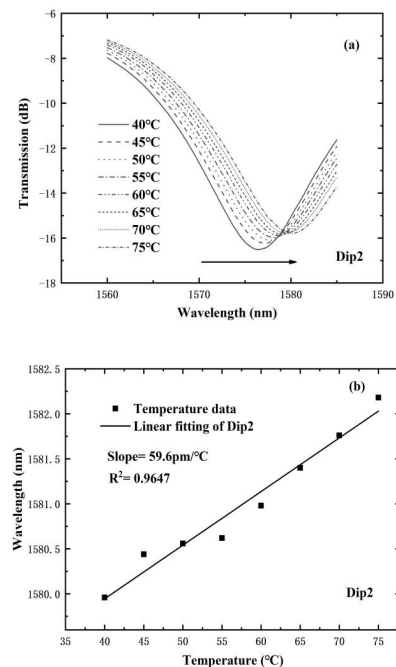 (a)
-6
-8
-10
-12
-14
-16
-18
Transmission (dB)
40℃
45℃
50℃
55℃
60℃
65℃
70℃
75℃
Dip2
1560 1570 1580 1590
Wavelength (nm)
(b)
1582.5
1582.0
1581.5
1581.0
1580.5
1580.0
Wavelength (nm)
Temperature data
Linear fitting of Dip2
Slope= 59.6pm/℃
R²= 0.9647
Dip2
35 40 45 50 55 60 65 70 75
Temperature (℃)